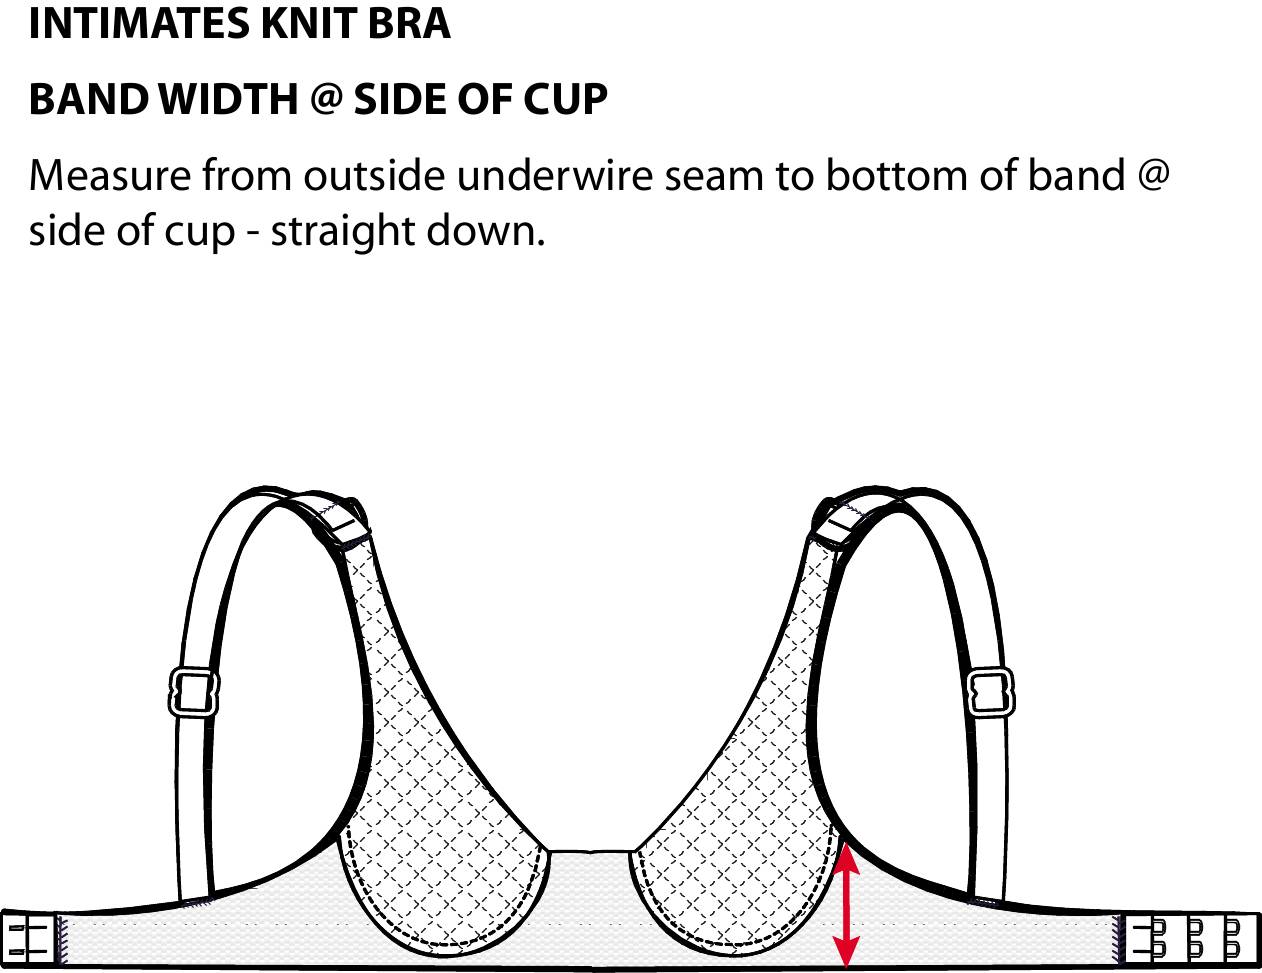 INTIMATES KNIT BRA
BAND WIDTH @ SIDE OF CUP
Measure from outside underwire seam to bottom of band @
side of cup - straight down.